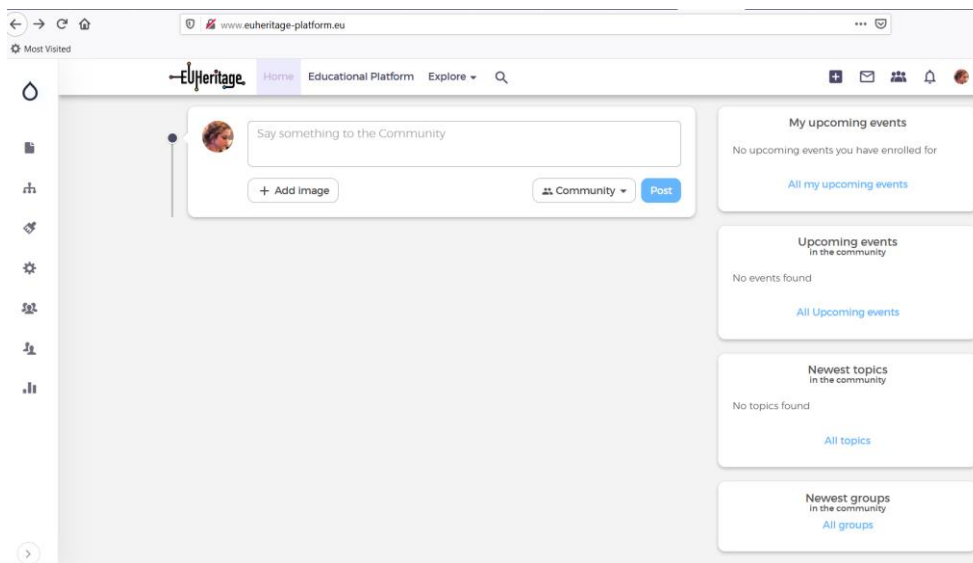 www.euheritage-platform.eu
Most Visited
EUHeritage
Home Educational Platform Explore
Say something to the Community
+ Add image
Community
Post
My upcoming events
No upcoming events you have enrolled for
All my upcoming events
Upcoming events
in the community
No events found
All Upcoming events
Newest topics
in the community
No topics found
All topics
Newest groups
in the community
All groups